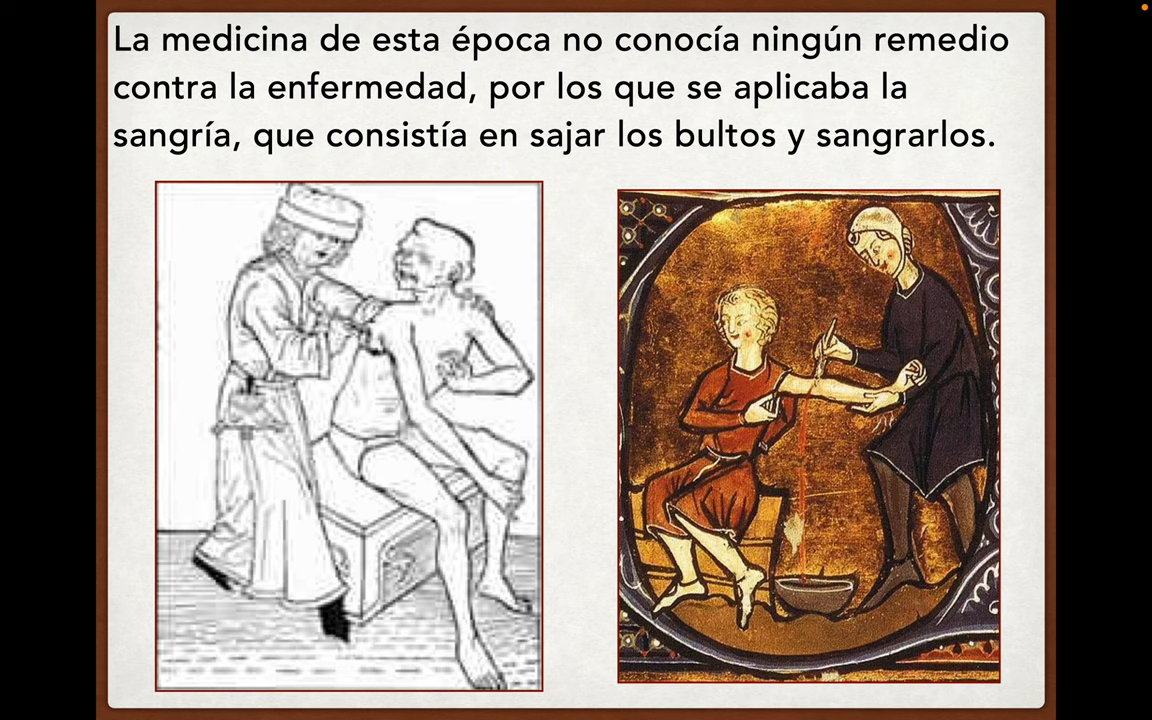 La medicina de esta época no conocía ningún remedio
contra la enfermedad, por los que se aplicaba la
sangría, que consistía en sajar los bultos y sangrarlos.